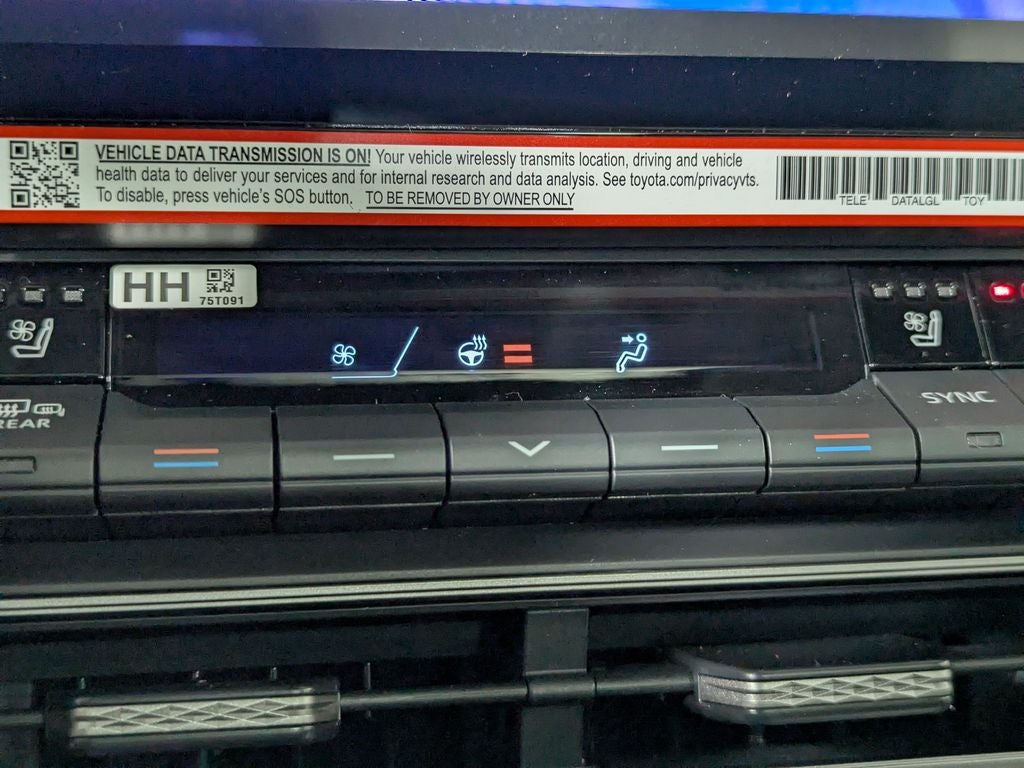 VEHICLE DATA TRANSMISSION IS ON! Your vehicle wirelessly transmits location, driving and vehicle
health data to deliver your services and for internal research and data analysis. See toyota.com/privacyvts.
To disable, press vehicle's SOS button. TO BE REMOVED BY OWNER ONLY
TELE DATALGL TOY
HH
75T091
REAR
SYNC